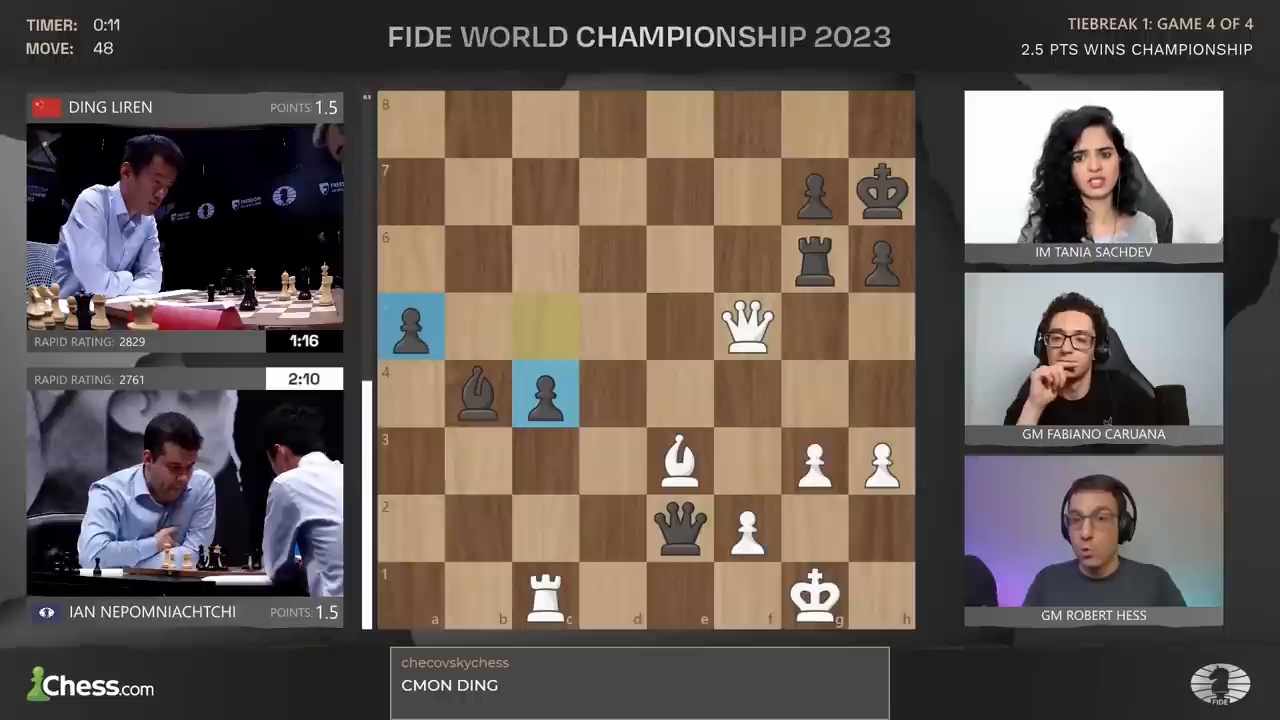 TIMER: 0:11
MOVE: 48
FIDE WORLD CHAMPIONSHIP 2023
TIEBREAK 1: GAME 4 OF 4
2.5 PTS WINS CHAMPIONSHIP
DING LIREN POINTS: 1.5
RAPID RATING: 2829 1:16
RAPID RATING: 2761 2:10
IAN NEPOMNIACHTCHI POINTS: 1.5
8
7
6
5
4
3
2
1
a b c d e f g h
IM TANIA SACHDEV
GM FABIANO CARUANA
GM ROBERT HESS
Chess.com
checovskychess
CMON DING
FIDE